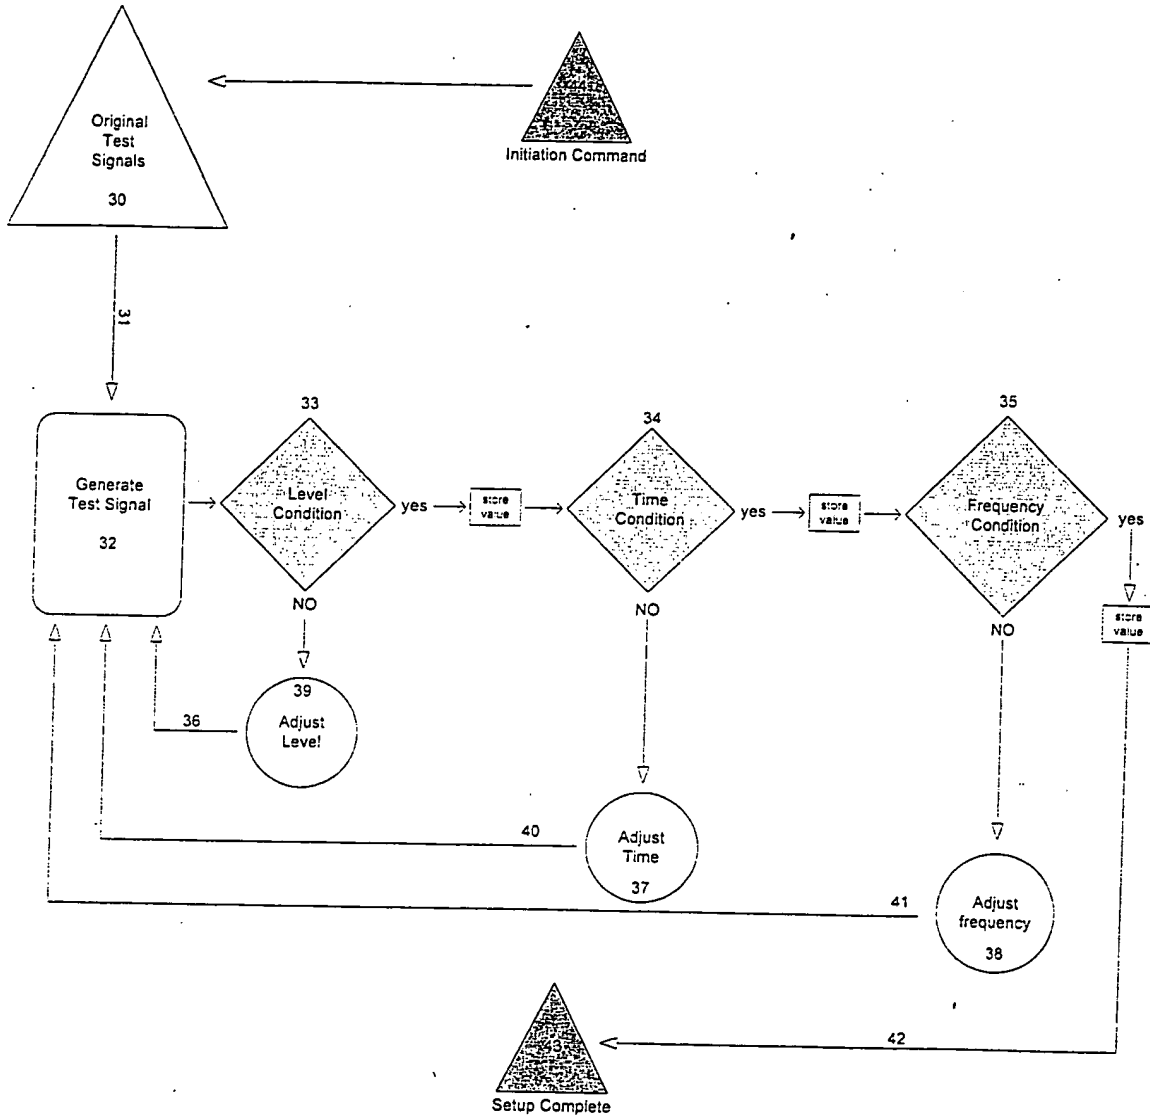 Original
Test
Signals
30
44
Initiation Command
31
33
34
35
Generate
Test Signal
32
Level
Condition
yes
store
value
Time
Condition
yes
store
value
Frequency
Condition
yes
store
value
NO
NO
NO
39
Adjust
Level
36
40
Adjust
Time
37
41
Adjust
frequency
38
43
42
Setup Complete